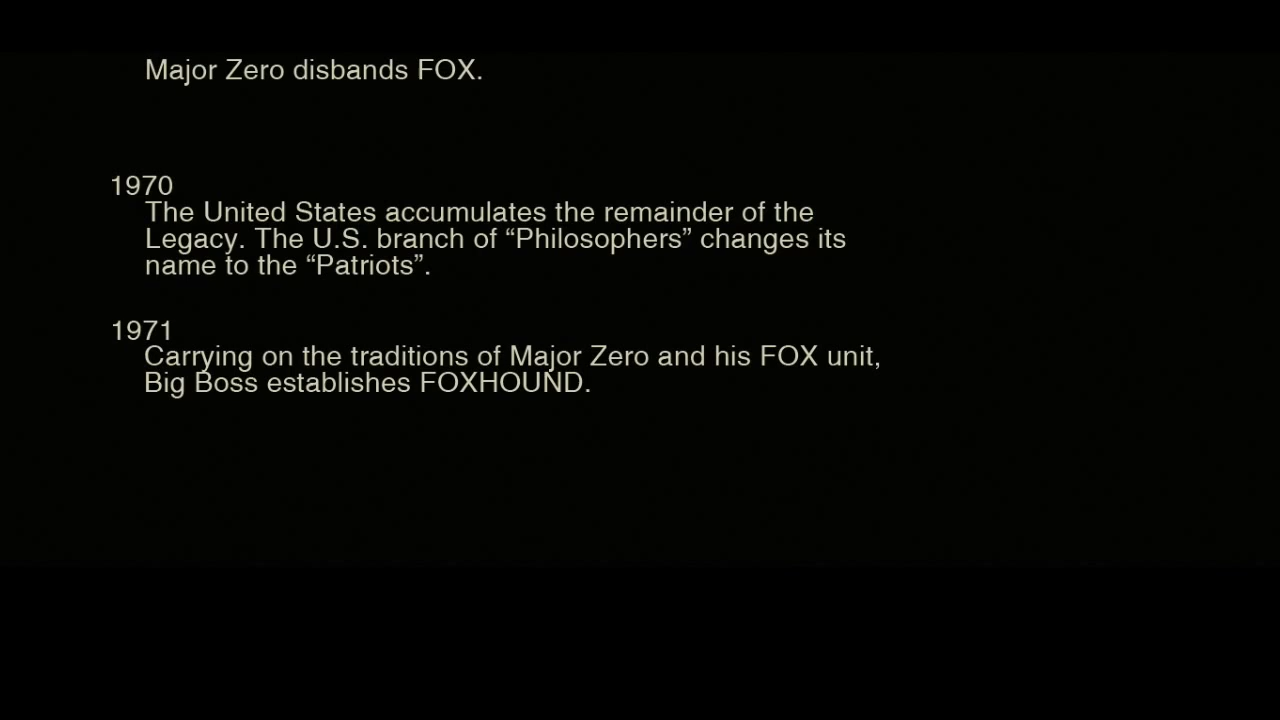 Major Zero disbands FOX.
1970
The United States accumulates the remainder of the
Legacy. The U.S. branch of “Philosophers” changes its
name to the “Patriots”.
1971
Carrying on the traditions of Major Zero and his FOX unit,
Big Boss establishes FOXHOUND.